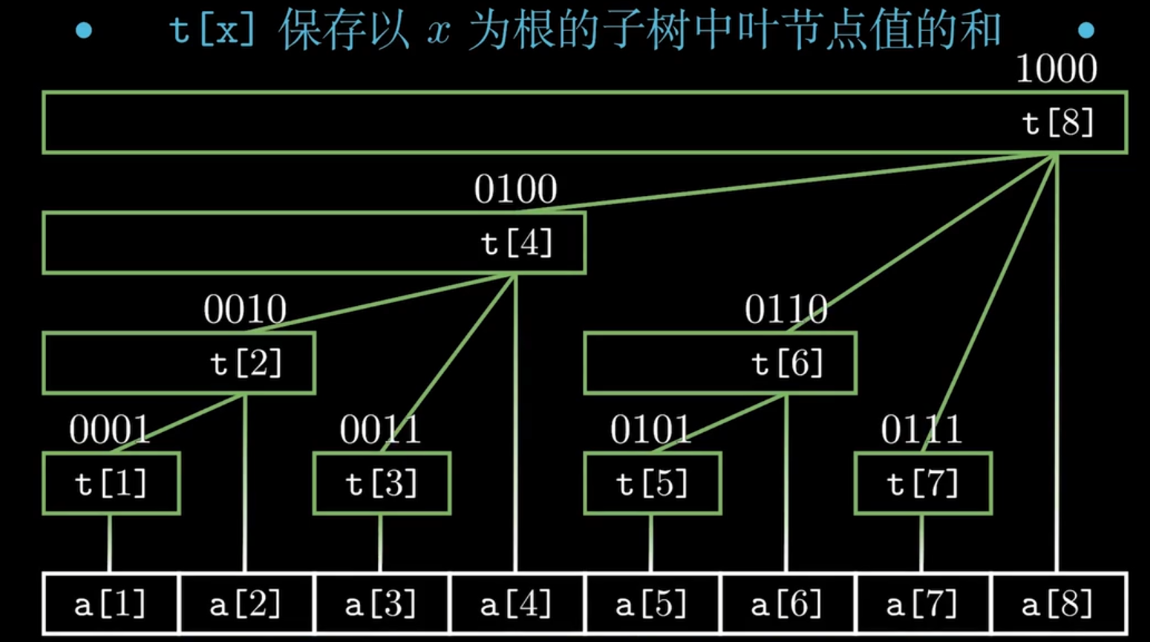 t[x] 保存以 x 为根的子树中叶节点值的和
1000
t[8]
0100
t[4]
0010 0110
t[2] t[6]
0001 0011 0101 0111
t[1] t[3] t[5] t[7]
a[1] a[2] a[3] a[4] a[5] a[6] a[7] a[8]